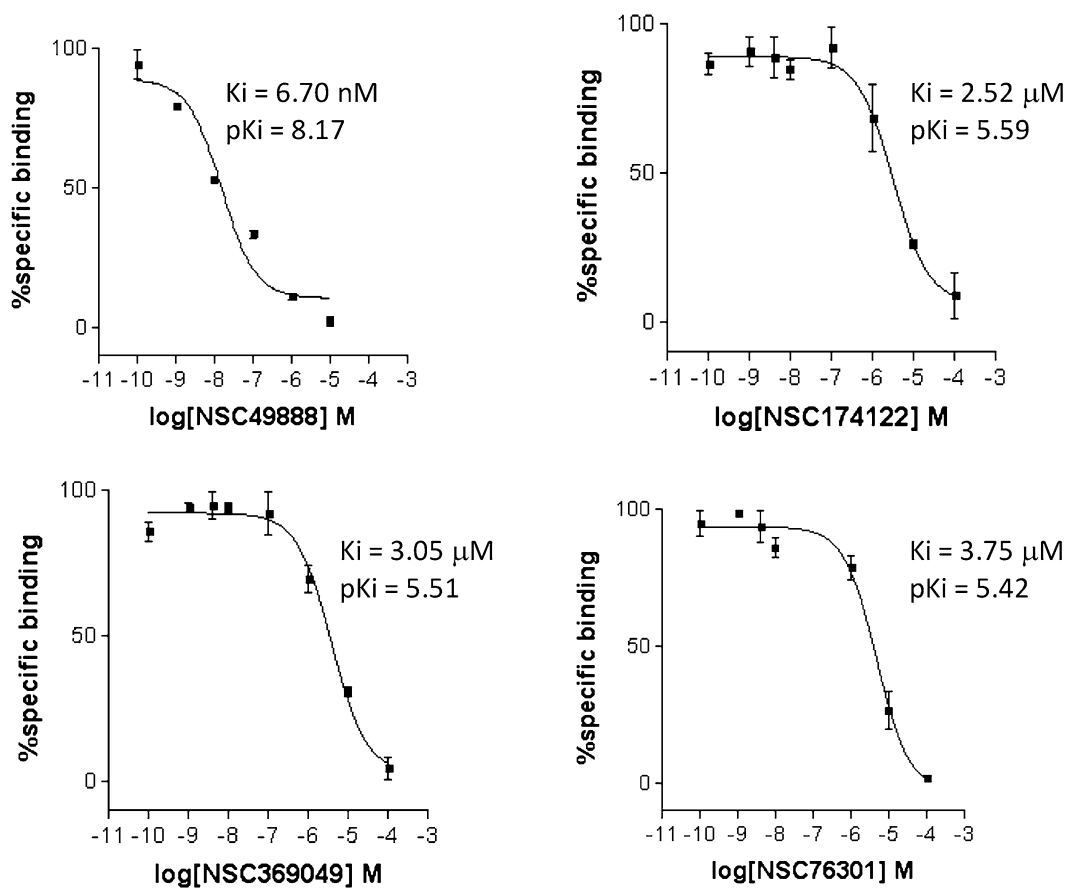 100
50
0
%specific binding
Ki = 6.70 nM
pKi = 8.17
-11 -10 -9 -8 -7 -6 -5 -4 -3
log[NSC49888] M
100
50
0
%specific binding
Ki = 2.52 µM
pKi = 5.59
-11 -10 -9 -8 -7 -6 -5 -4 -3
log[NSC174122] M
100
50
0
%specific binding
Ki = 3.05 µM
pKi = 5.51
-11 -10 -9 -8 -7 -6 -5 -4 -3
log[NSC369049] M
100
50
0
%specific binding
Ki = 3.75 µM
pKi = 5.42
-11 -10 -9 -8 -7 -6 -5 -4 -3
log[NSC76301] M